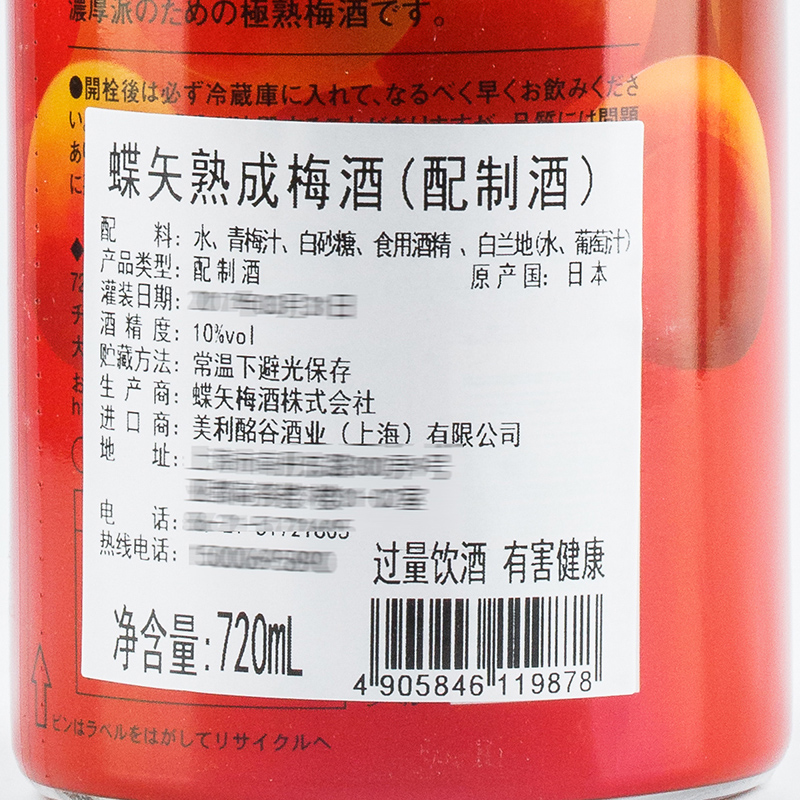 濃厚派のための極熟梅酒です。
●開栓後は必ず冷蔵庫に入れて、なるべく早くお飲みくださ
蝶矢熟成梅酒(配制酒)
配 料: 水、青梅汁、白砂糖、食用酒精、白兰地(水、葡萄汁)
产品类型: 配制酒 原产国: 日本
灌装日期:
酒精度: 10%vol
贮藏方法: 常温下避光保存
生产商: 蝶矢梅酒株式会社
进口商: 美利酩谷酒业(上海)有限公司
地 址:
电 话:
热线电话:
过量饮酒 有害健康
净含量: 720mL
4 905846 119878
ビンはラベルをはがしてリサイクルへ